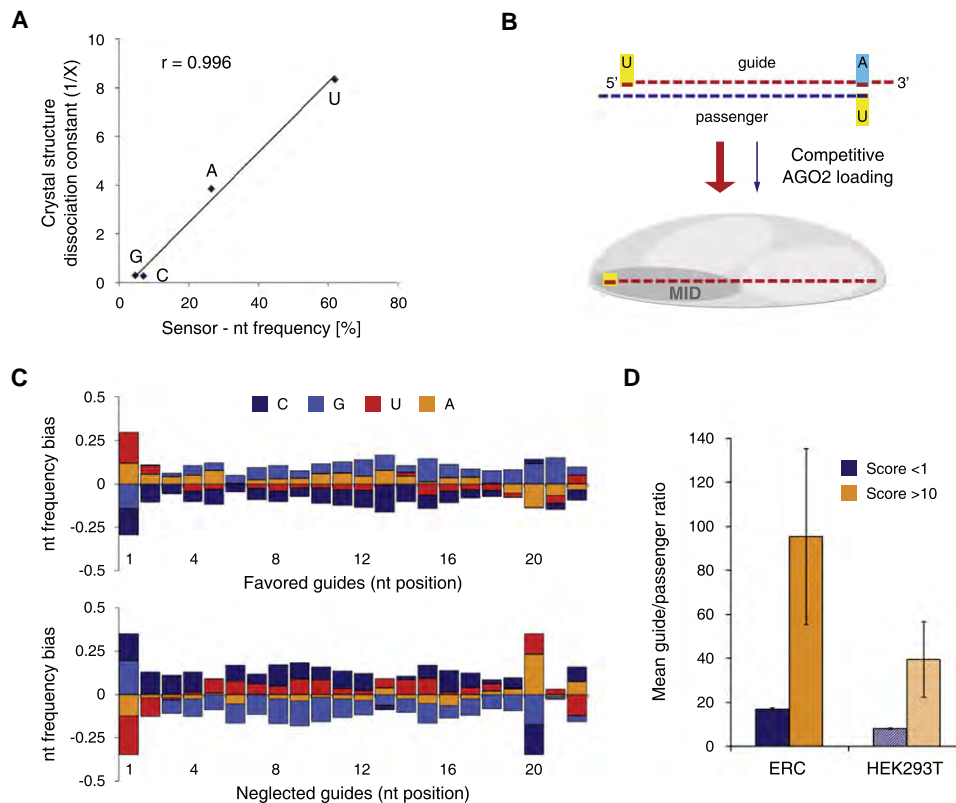 A
10
8
6
4
2
0
0
20
40
60
80
r = 0.996
G
C
A
U
Crystal structure
dissociation constant (1/X)
Sensor - nt frequency [%]
B
U
A
5'
guide
3'
passenger
U
Competitive
AGO2 loading
MID
C
C
G
U
A
0.5
0.25
0
-0.25
-0.5
nt frequency bias
1
4
8
12
16
20
Favored guides (nt position)
0.5
0.25
0
-0.25
-0.5
nt frequency bias
1
4
8
12
16
20
Neglected guides (nt position)
D
140
120
100
80
60
40
20
0
Mean guide/passenger ratio
Score <1
Score >10
ERC
HEK293T